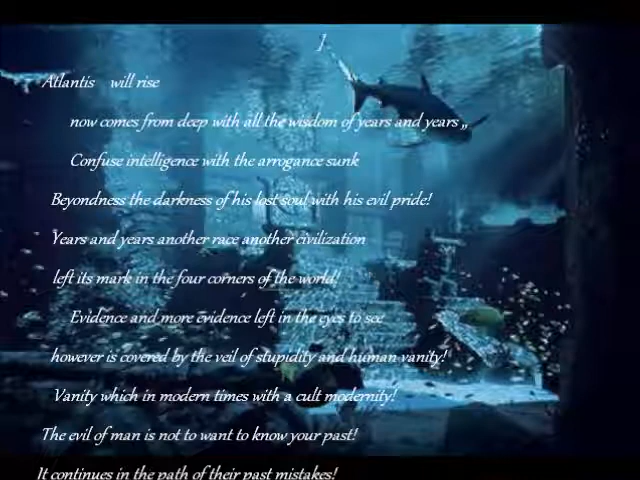 1
Atlantis will rise
now comes from deep with all the wisdom of years and years ,,
Confuse intelligence with the arrogance sunk
Beyondness the darkness of his lost soul with his evil pride!
Years and years another race another civilization
left its mark in the four corners of the world!
Evidence and more evidence left in the eyes to see
however is covered by the veil of stupidity and human vanity!
Vanity which in modern times with a cult modernity!
The evil of man is not to want to know your past!
It continues in the path of their past mistakes!